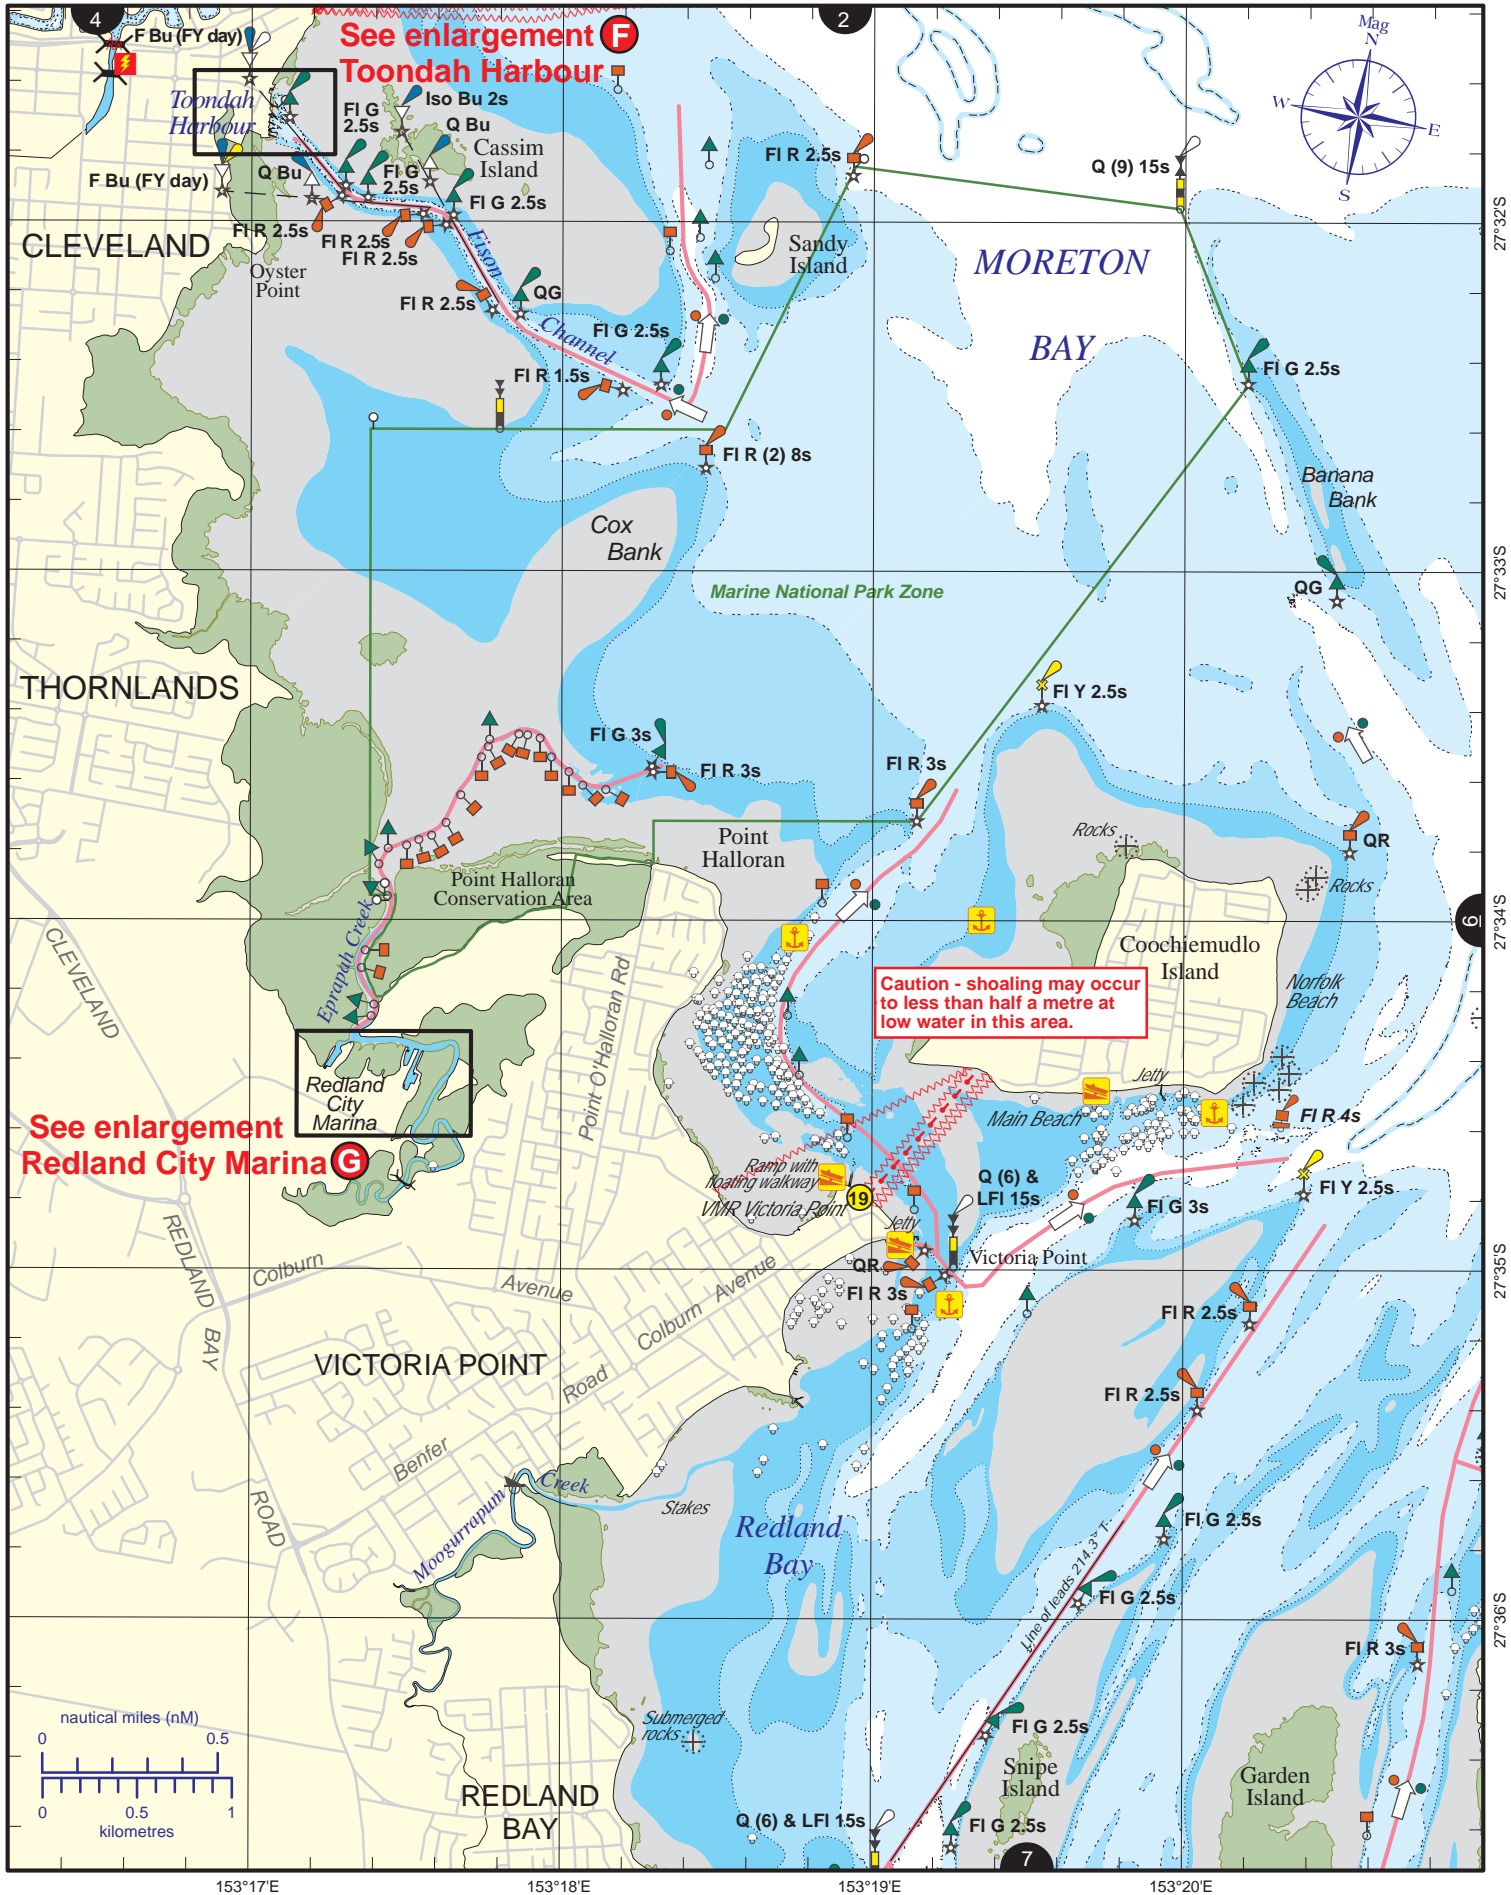 4
2
F Bu (FY day)
See enlargement F
Toondah Harbour
Mag
N
W
E
S
Toondah
Harbour
Fl G
2.5s
Iso Bu 2s
Q Bu
Cassim
Island
Fl R 2.5s
Q (9) 15s
F Bu (FY day)
Q Bu
Fl G
2.5s
Fl G 2.5s
27°32'S
Fl R 2.5s
Fl R 2.5s
Fl R 2.5s
CLEVELAND
Oyster
Point
Fison
Channel
Sandy
Island
MORETON
BAY
Fl R 2.5s
QG
Fl G 2.5s
Fl R 1.5s
Fl G 2.5s
Fl R (2) 8s
Banana
Bank
Cox
Bank
27°33'S
Marine National Park Zone
QG
THORNLANDS
Fl Y 2.5s
Fl G 3s
Fl R 3s
Fl R 3s
Point
Halloran
Rocks
QR
Rocks
Point Halloran
Conservation Area
27°34'S
6
CLEVELAND
Eprapah Creek
Point O'Halloran Rd
Coochiemudlo
Island
Norfolk
Beach
Caution - shoaling may occur
to less than half a metre at
low water in this area.
Redland
City
Marina
See enlargement
Redland City Marina G
Jetty
Main Beach
Fl R 4s
Ramp with
floating walkway
19
VMR Victoria Point
Q (6) &
LFl 15s
Fl G 3s
Fl Y 2.5s
Jetty
Victoria Point
QR
Fl R 3s
27°35'S
REDLAND
BAY
ROAD
Colburn
Avenue
Colburn Avenue
Fl R 2.5s
VICTORIA POINT
Road
Benfer
Fl R 2.5s
Moogurrapum
Creek
Stakes
Redland
Bay
Fl G 2.5s
Line of leads 214.3° T
Fl G 2.5s
27°36'S
Fl R 3s
Submerged
rocks
Fl G 2.5s
Snipe
Island
Garden
Island
nautical miles (nM)
0
0.5
0
0.5
1
kilometres
REDLAND
BAY
Q (6) & LFl 15s
Fl G 2.5s
7
153°17'E
153°18'E
153°19'E
153°20'E